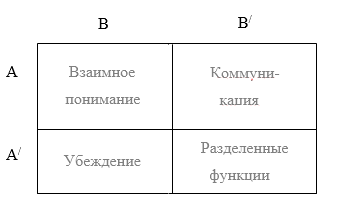 В В/
А Взаимное понимание Коммуни-
кация
А/ Убеждение Разделенные
функции